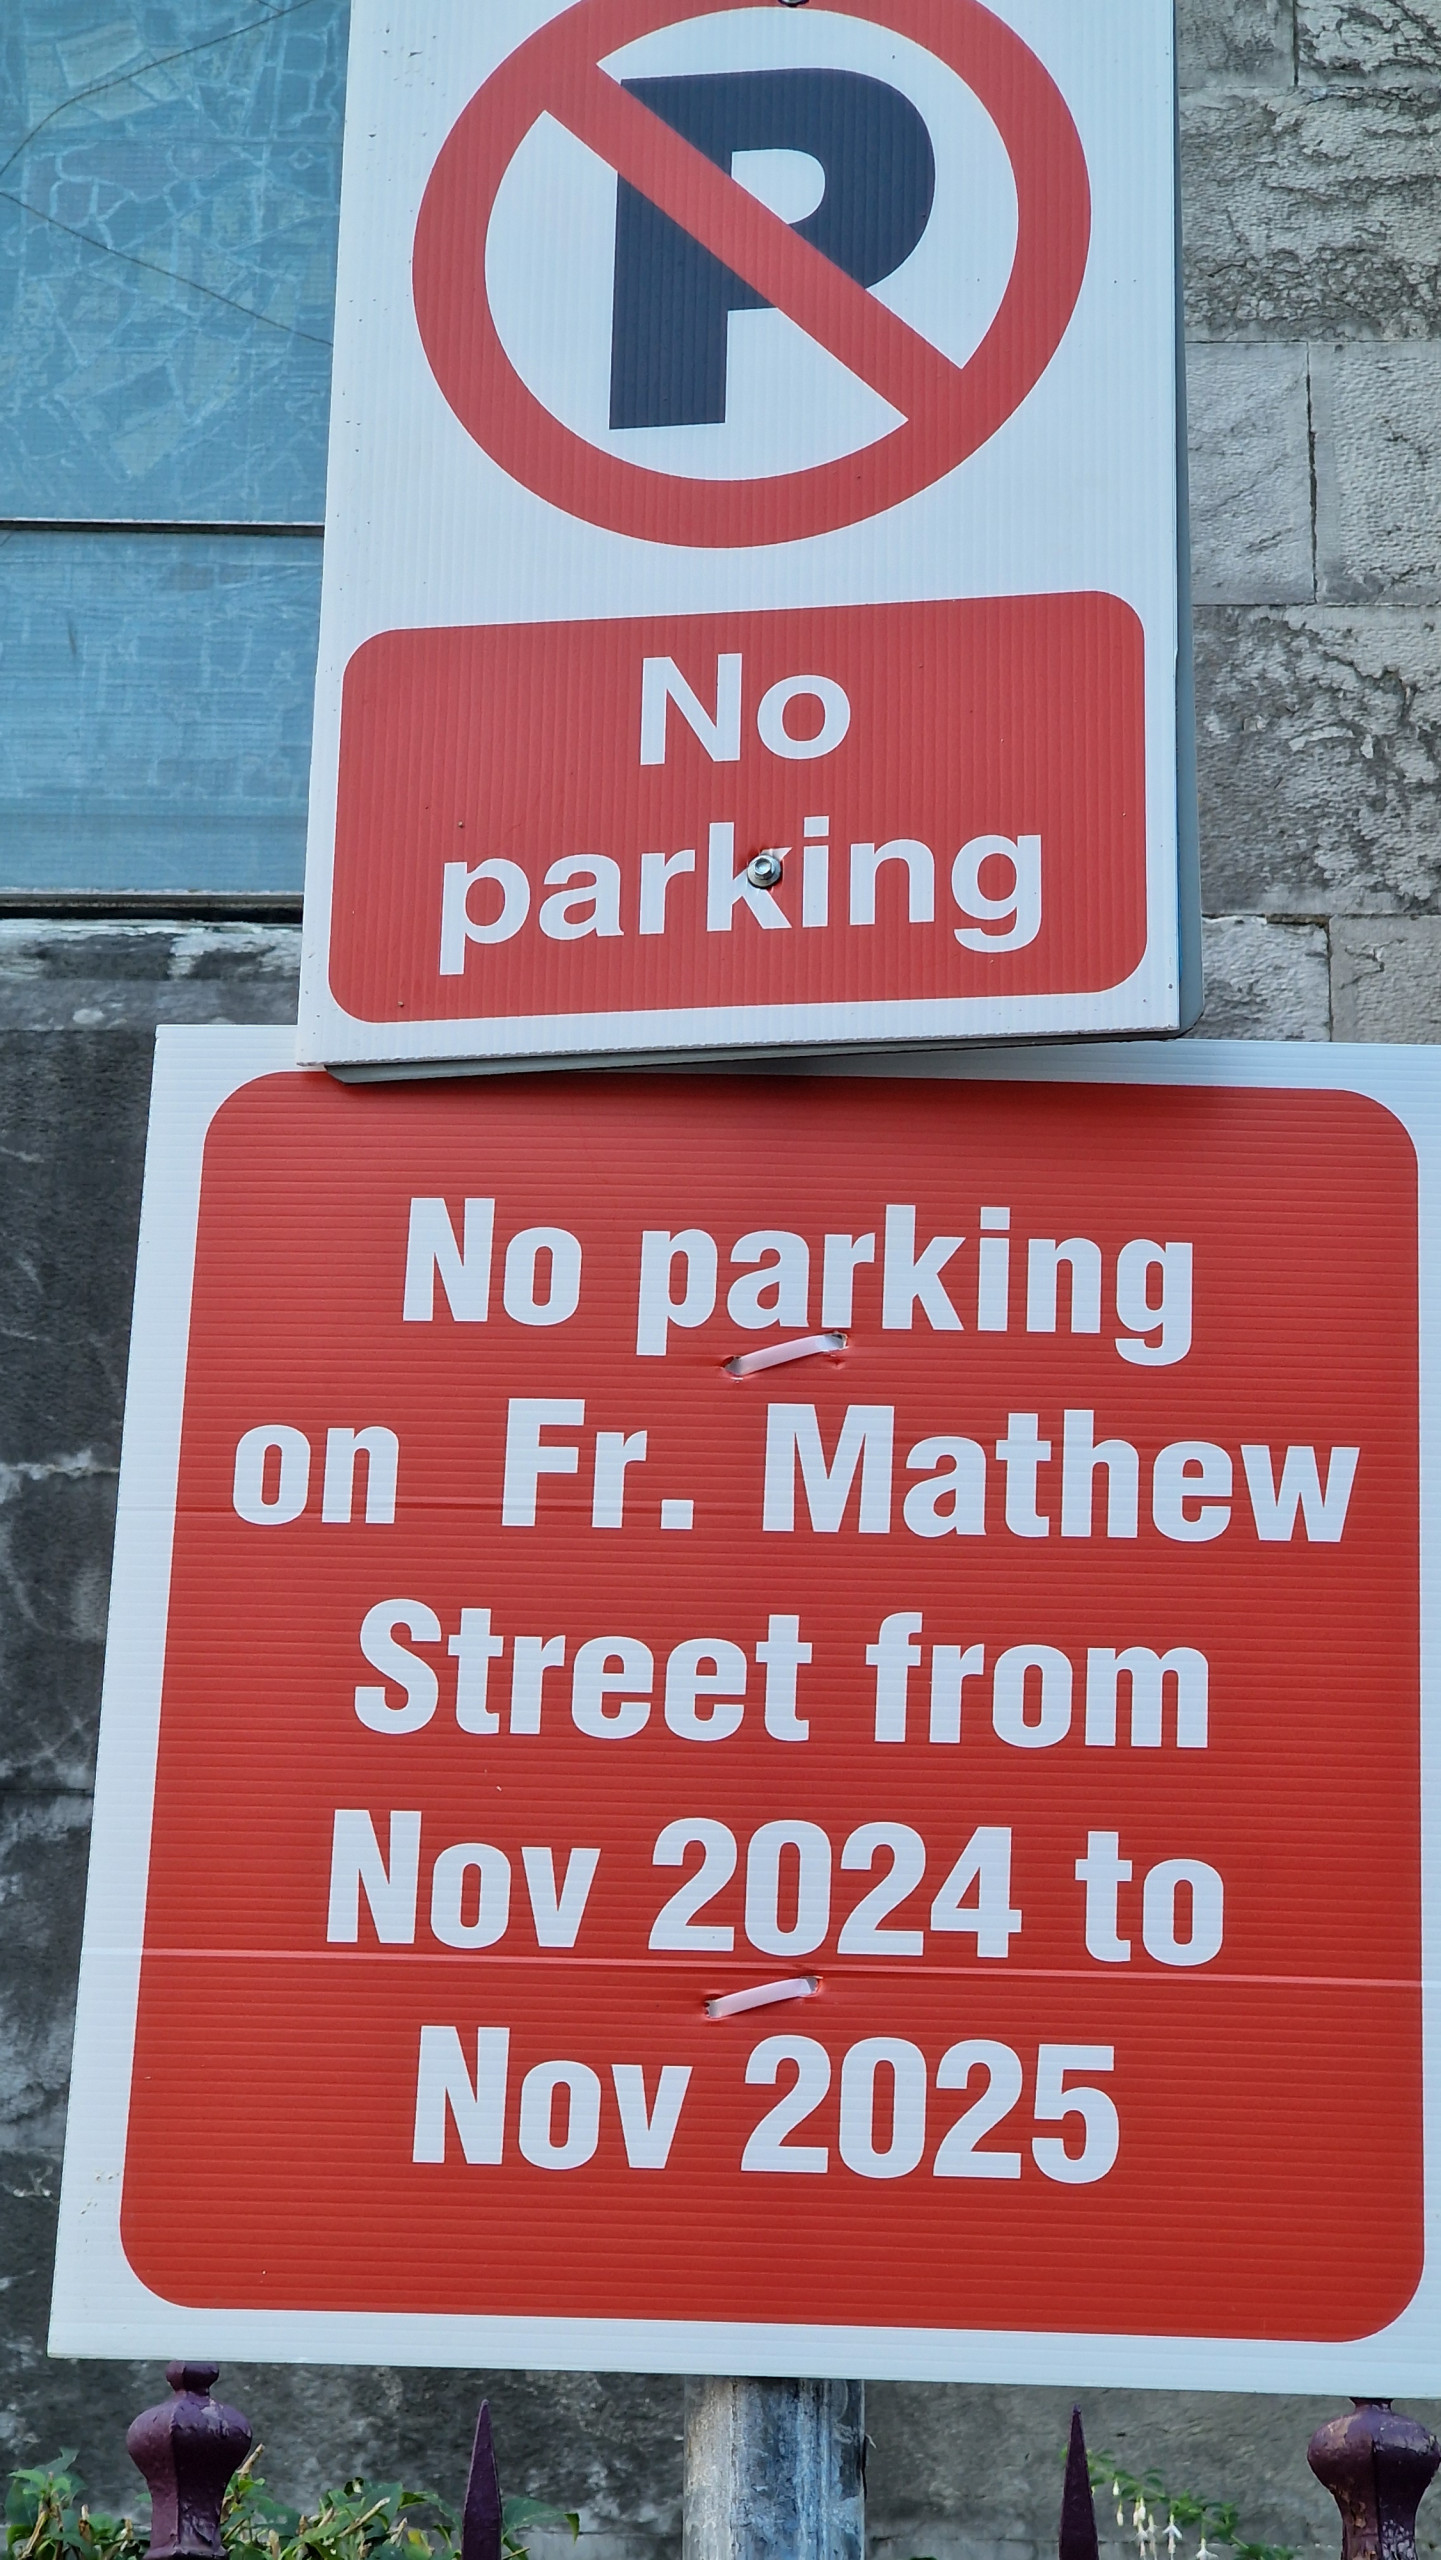 P
No
parking
No parking
on Fr. Mathew
Street from
Nov 2024 to
Nov 2025